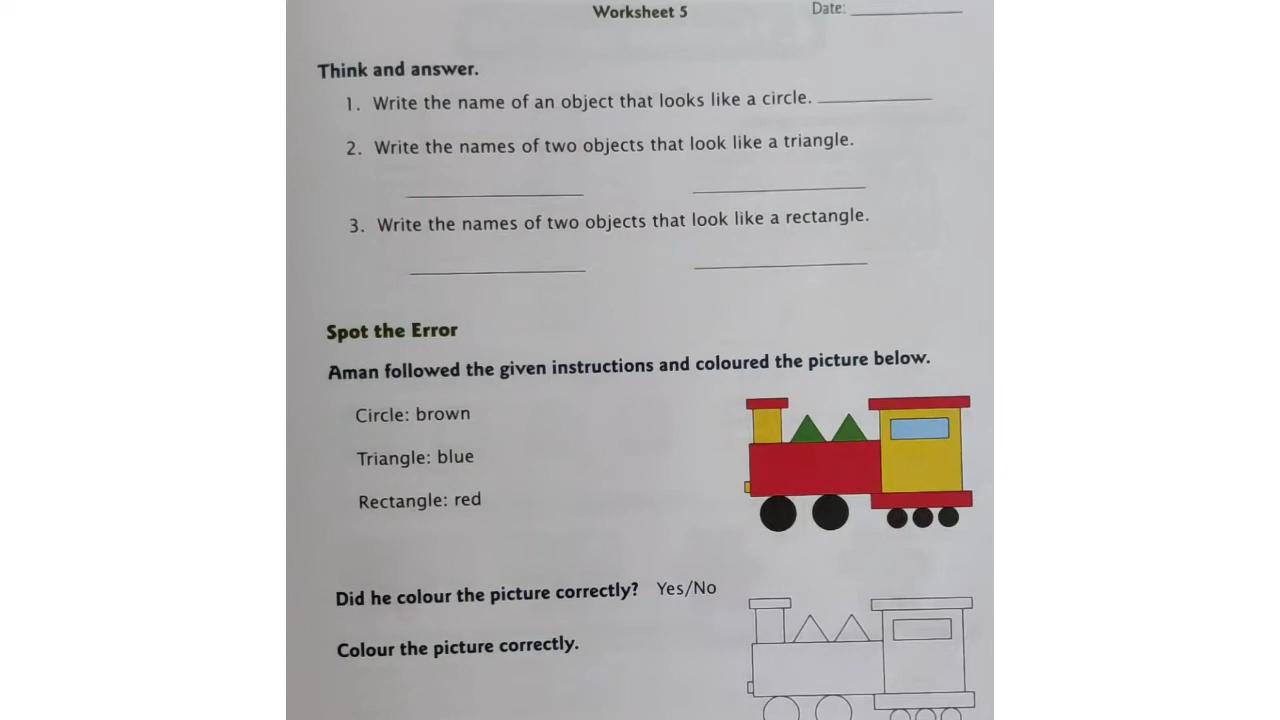 Worksheet 5
Date:
Think and answer.
1. Write the name of an object that looks like a circle.
2. Write the names of two objects that look like a triangle.
3. Write the names of two objects that look like a rectangle.
Spot the Error
Aman followed the given instructions and coloured the picture below.
Circle: brown
Triangle: blue
Rectangle: red
Did he colour the picture correctly? Yes/No
Colour the picture correctly.